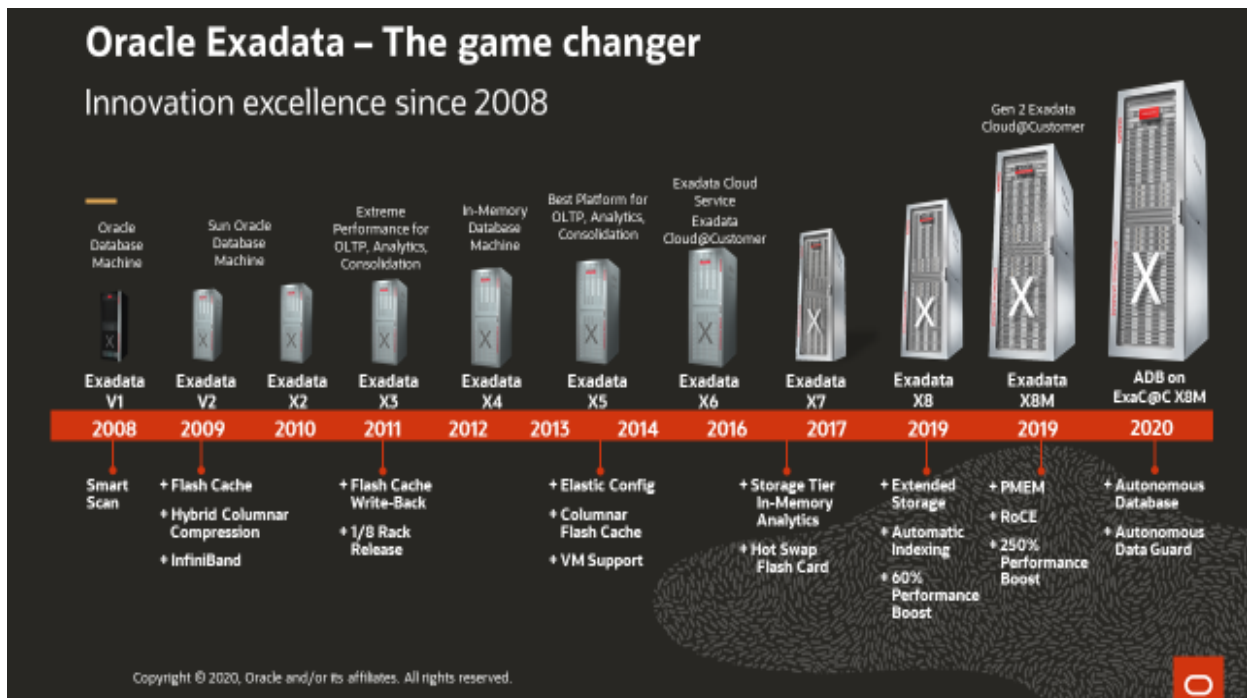 Oracle Exadata – The game changer
Innovation excellence since 2008
Oracle
Database
Machine
Sun Oracle
Database
Machine
Extreme
Performance for
OLTP, Analytics,
Consolidation
In-Memory
Database
Machine
Best Platform for
OLTP, Analytics,
Consolidation
Exadata Cloud
Service
Exadata
Cloud@Customer
Gen 2 Exadata
Cloud@Customer
X
X
X
X
X
X
X
X
X
X
X
Exadata
V1
Exadata
V2
Exadata
X2
Exadata
X3
Exadata
X4
Exadata
X5
Exadata
X6
Exadata
X7
Exadata
X8
Exadata
X8M
ADB on
ExaC@C X8M
2008 2009 2010 2011 2012 2013 2014 2016 2017 2019 2019 2020
Smart
Scan
+ Flash Cache
+ Hybrid Columnar
Compression
+ InfiniBand
+ Flash Cache
Write-Back
+ 1/8 Rack
Release
+ Elastic Config
+ Columnar
Flash Cache
+ VM Support
+ Storage Tier
In-Memory
Analytics
+ Hot Swap
Flash Card
+ Extended
Storage
+ Automatic
Indexing
+ 60%
Performance
Boost
+ PMEM
+ RoCE
+ 250%
Performance
Boost
+ Autonomous
Database
+ Autonomous
Data Guard
Copyright © 2020, Oracle and/or its affiliates. All rights reserved.